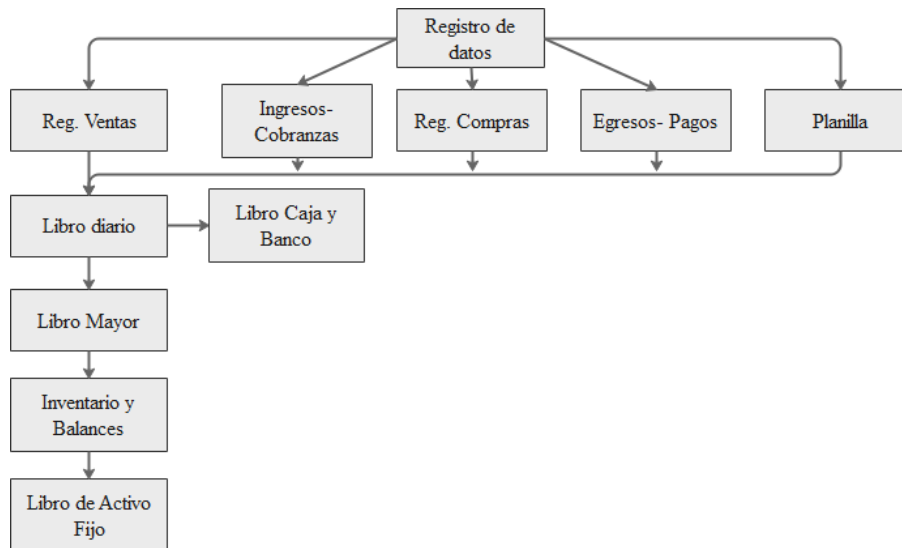 Registro de
datos
Reg. Ventas
Ingresos-
Cobranzas
Reg. Compras
Egresos- Pagos
Planilla
Libro diario
Libro Caja y
Banco
Libro Mayor
Inventario y
Balances
Libro de Activo
Fijo